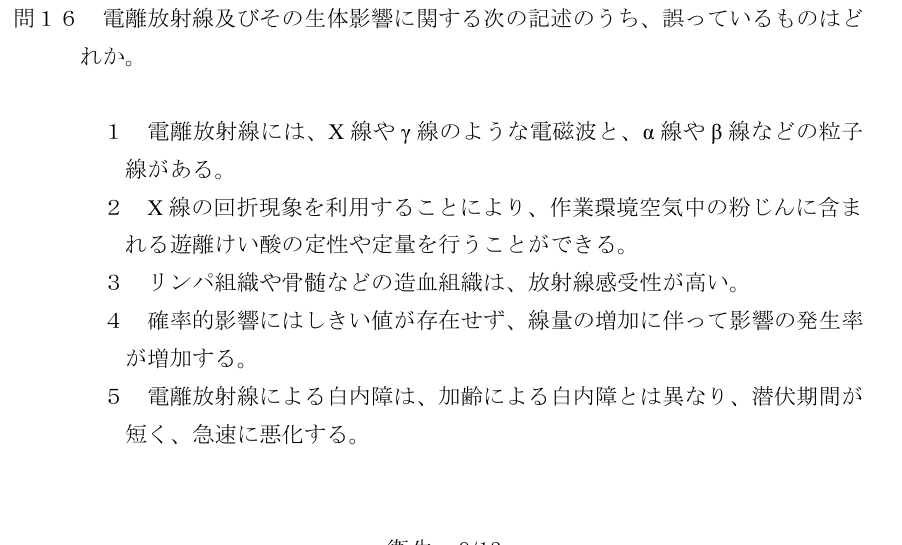 問１６　電離放射線及びその生体影響に関する次の記述のうち、誤っているものはど
れか。
１　電離放射線には、X 線や γ 線のような電磁波と、α 線や β 線などの粒子
線がある。
２　X 線の回折現象を利用することにより、作業環境空気中の粉じんに含ま
れる遊離けい酸の定性や定量を行うことができる。
３　リンパ組織や骨髄などの造血組織は、放射線感受性が高い。
４　確率的影響にはしきい値が存在せず、線量の増加に伴って影響の発生率
が増加する。
５　電離放射線による白内障は、加齢による白内障とは異なり、潜伏期間が
短く、急速に悪化する。